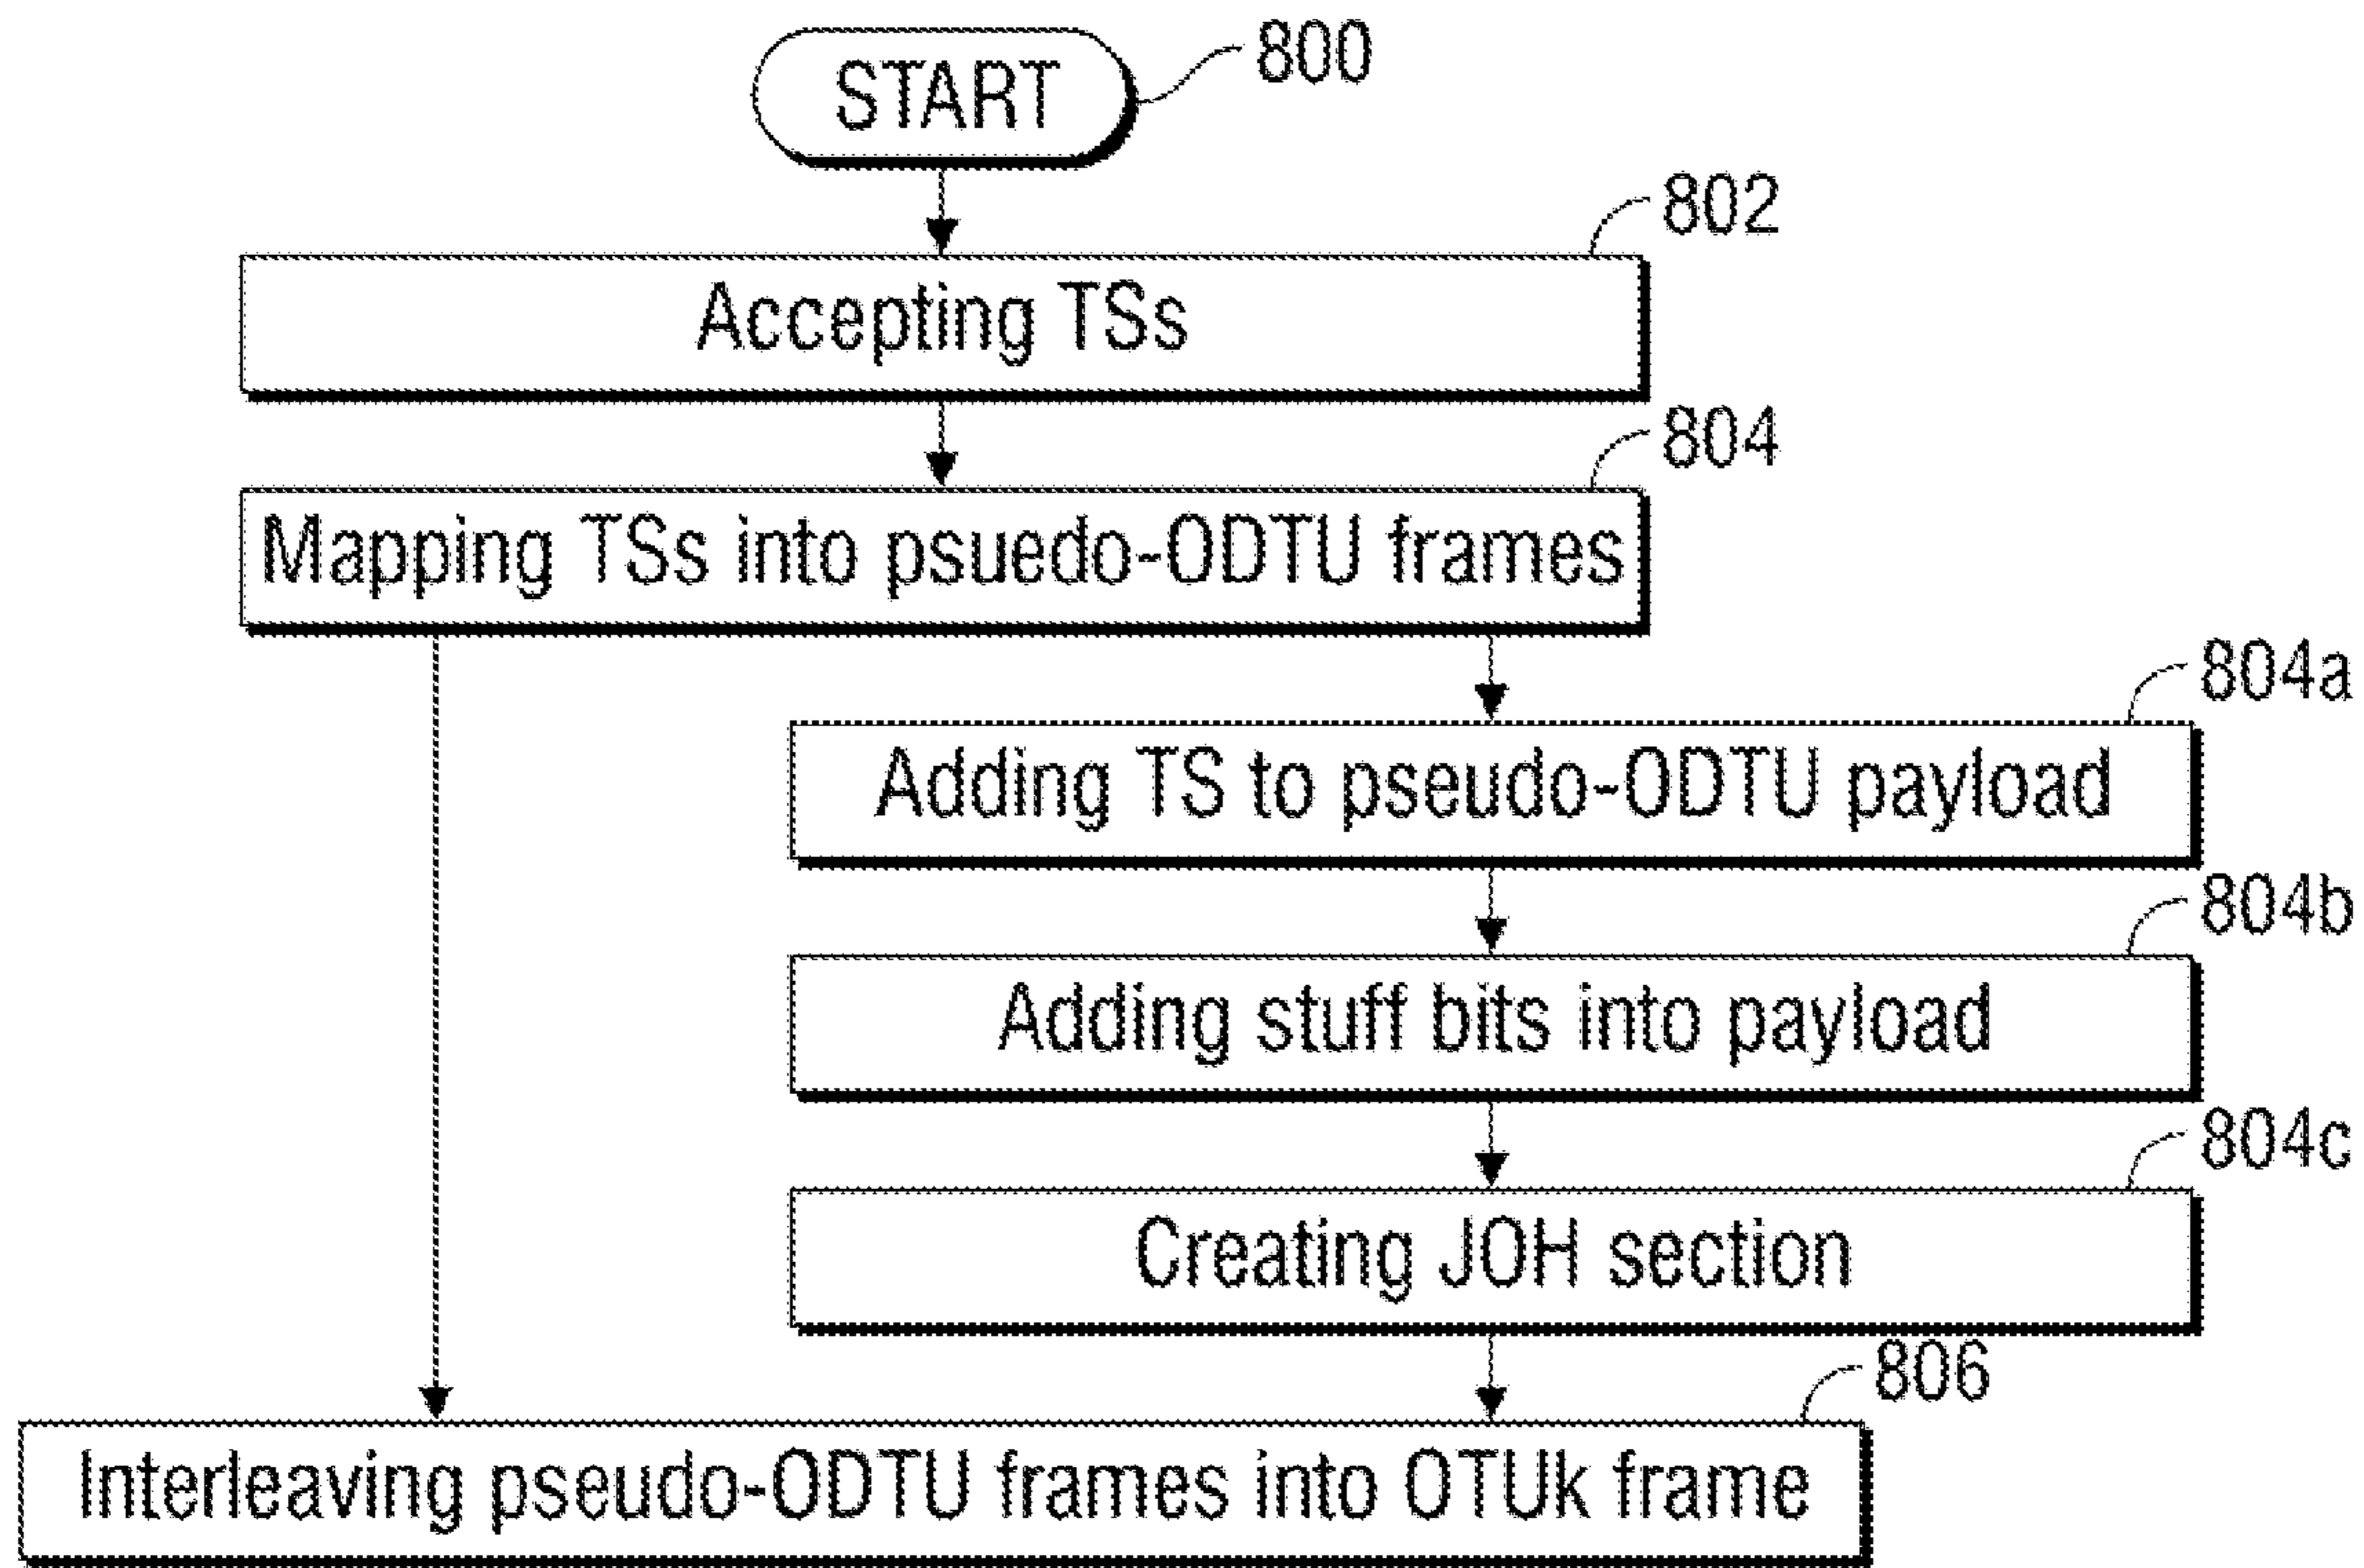 START
800
802
Accepting TSs
804
Mapping TSs into psuedo-ODTU frames
804a
Adding TS to pseudo-ODTU payload
804b
Adding stuff bits into payload
804c
Creating JOH section
806
Interleaving pseudo-ODTU frames into OTUk frame